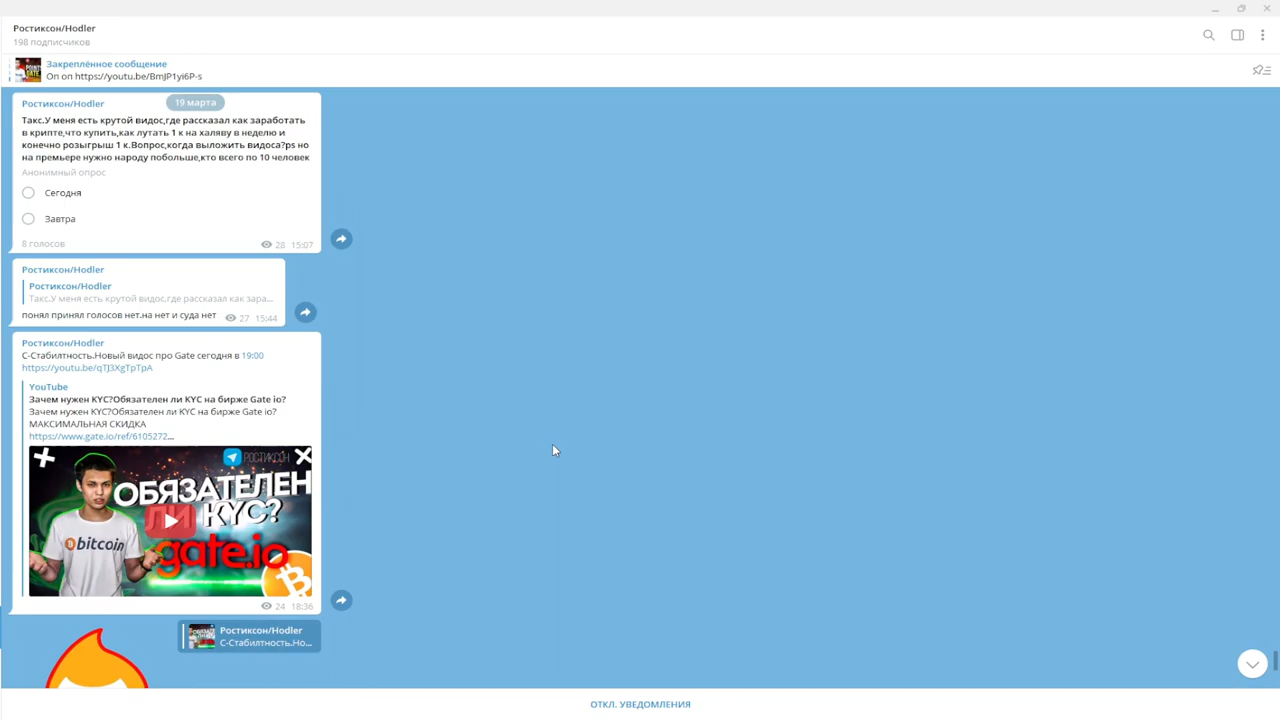 Ростиксон/Hodler
198 подписчиков
Закреплённое сообщение
Оп оп https://youtu.be/BmJP1yi6P-s
19 марта
Ростиксон/Hodler
Такс.У меня есть крутой видос,где рассказал как заработать
в крипте,что купить,как лутать 1 к на халяву в неделю и
конечно розыгрыш 1 к.Вопрос,когда выложить видоса?ps но
на премьере нужно народу побольше,кто всего по 10 человек
Анонимный опрос
Сегодня
Завтра
8 голосов
28 15:07
Ростиксон/Hodler
Ростиксон/Hodler
Такс.У меня есть крутой видос,где рассказал как зара...
понял принял голосов нет.на нет и суда нет
27 15:44
Ростиксон/Hodler
С-Стабилтность.Новый видос про Gate сегодня в 19:00
https://youtu.be/qTJ3XgTpTpA
YouTube
Зачем нужен KYC?Обязателен ли KYC на бирже Gate io?
Зачем нужен KYC?Обязателен ли KYC на бирже Gate io?
МАКСИМАЛЬНАЯ СКИДКА
https://www.gate.io/ref/6105272...
РОСТИКСОН
ОБЯЗАТЕЛЕН
ЛИ KYC?
bitcoin
gate.io
24 18:36
Ростиксон/Hodler
С-Стабилтность.Но...
ОТКЛ. УВЕДОМЛЕНИЯ